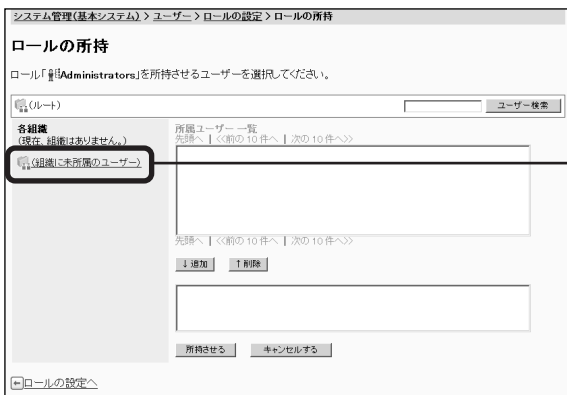 システム管理(基本システム) > ユーザー > ロールの設定 > ロールの所持
ロールの所持
ロール「Administrators」を所持させるユーザーを選択してください。
(ルート) ユーザー検索
各組織
(現在、組織はありません。)
(組織に未所属のユーザー)
所属ユーザー 一覧
先頭へ | <<前の 10 件へ | 次の 10 件へ>>
先頭へ | <<前の 10 件へ | 次の 10 件へ>>
↓追加 ↑削除
所持させる キャンセルする
ロールの設定へ